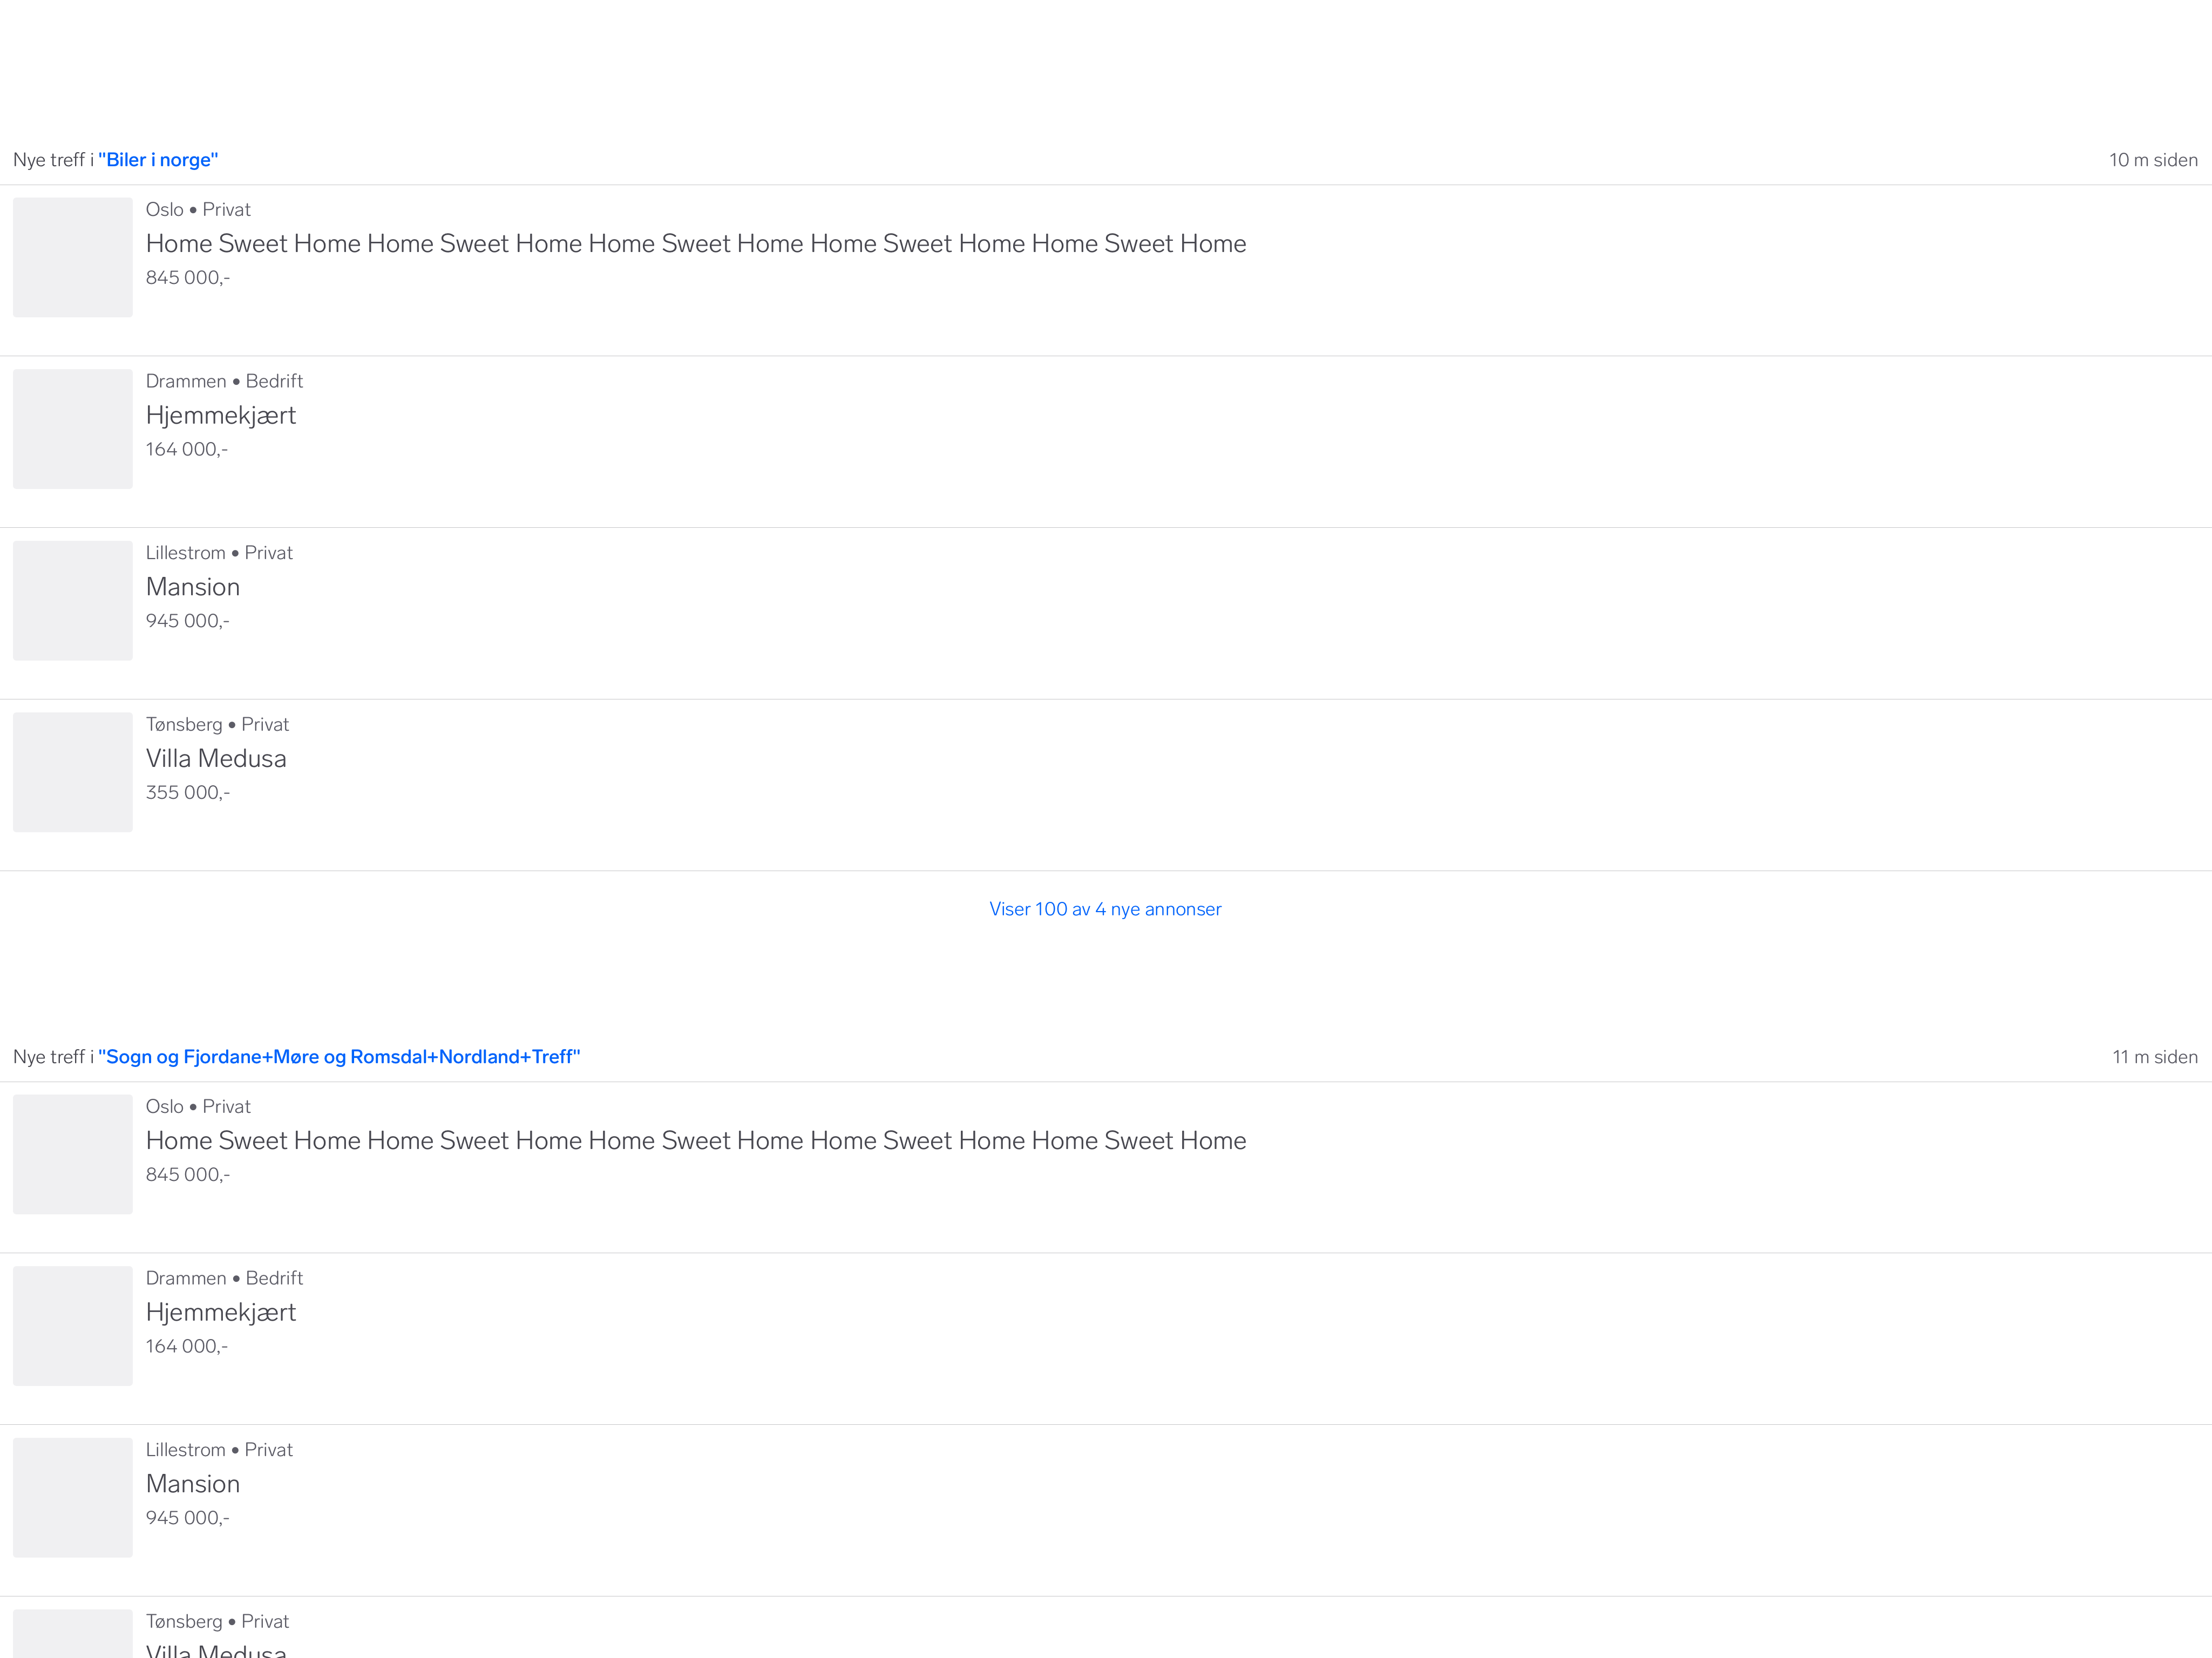 Nye treff i "Biler i norge" 10 m siden
Oslo • Privat
Home Sweet Home Home Sweet Home Home Sweet Home Home Sweet Home Home Sweet Home
845 000,-
Drammen • Bedrift
Hjemmekjært
164 000,-
Lillestrom • Privat
Mansion
945 000,-
Tønsberg • Privat
Villa Medusa
355 000,-
Viser 100 av 4 nye annonser
Nye treff i "Sogn og Fjordane+Møre og Romsdal+Nordland+Treff" 11 m siden
Oslo • Privat
Home Sweet Home Home Sweet Home Home Sweet Home Home Sweet Home Home Sweet Home
845 000,-
Drammen • Bedrift
Hjemmekjært
164 000,-
Lillestrom • Privat
Mansion
945 000,-
Tønsberg • Privat
Villa Medusa